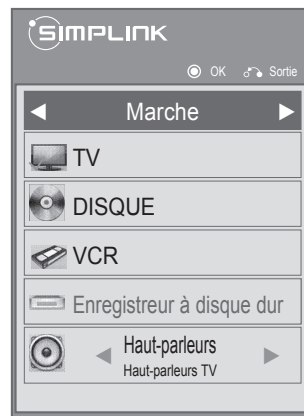 SIMPLINK
OK Sortie
Marche
TV
DISQUE
VCR
Enregistreur à disque dur
Haut-parleurs
Haut-parleurs TV